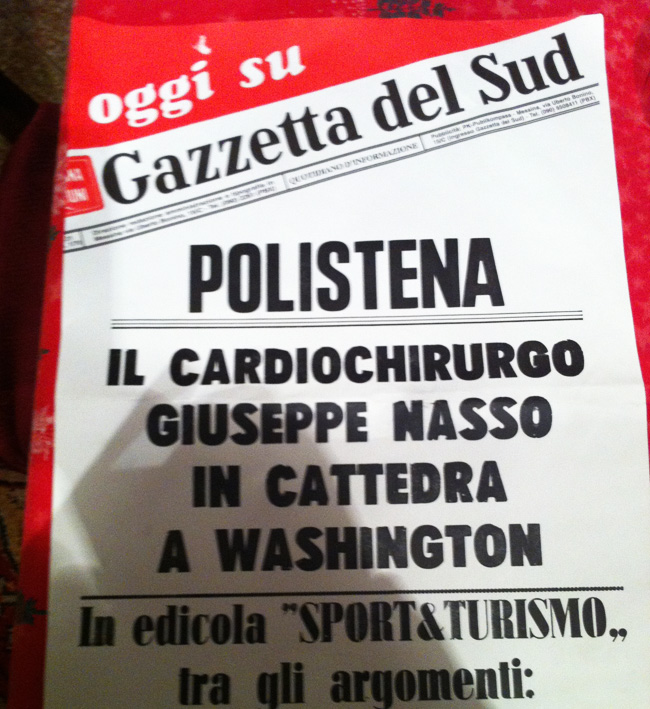 oggi su
Gazzetta del Sud
QUOTIDIANO D'INFORMAZIONE
POLISTENA
IL CARDIOCHIRURGO
GIUSEPPE NASSO
IN CATTEDRA
A WASHINGTON
In edicola "SPORT&TURISMO„
tra gli argomenti: